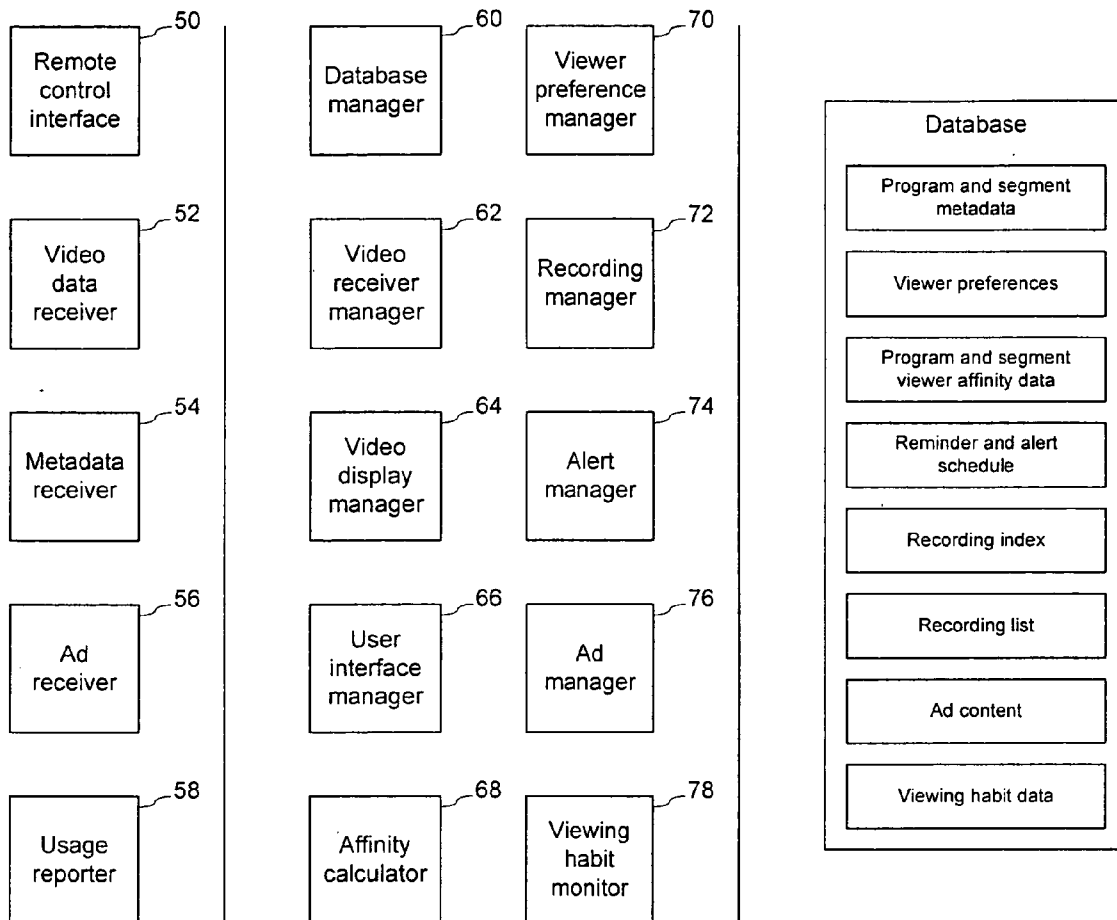 50
Remote
control
interface
52
Video
data
receiver
54
Metadata
receiver
56
Ad
receiver
58
Usage
reporter
60
Database
manager
62
Video
receiver
manager
64
Video
display
manager
66
User
interface
manager
68
Affinity
calculator
70
Viewer
preference
manager
72
Recording
manager
74
Alert
manager
76
Ad
manager
78
Viewing
habit
monitor
Database
Program and segment
metadata
Viewer preferences
Program and segment
viewer affinity data
Reminder and alert
schedule
Recording index
Recording list
Ad content
Viewing habit data